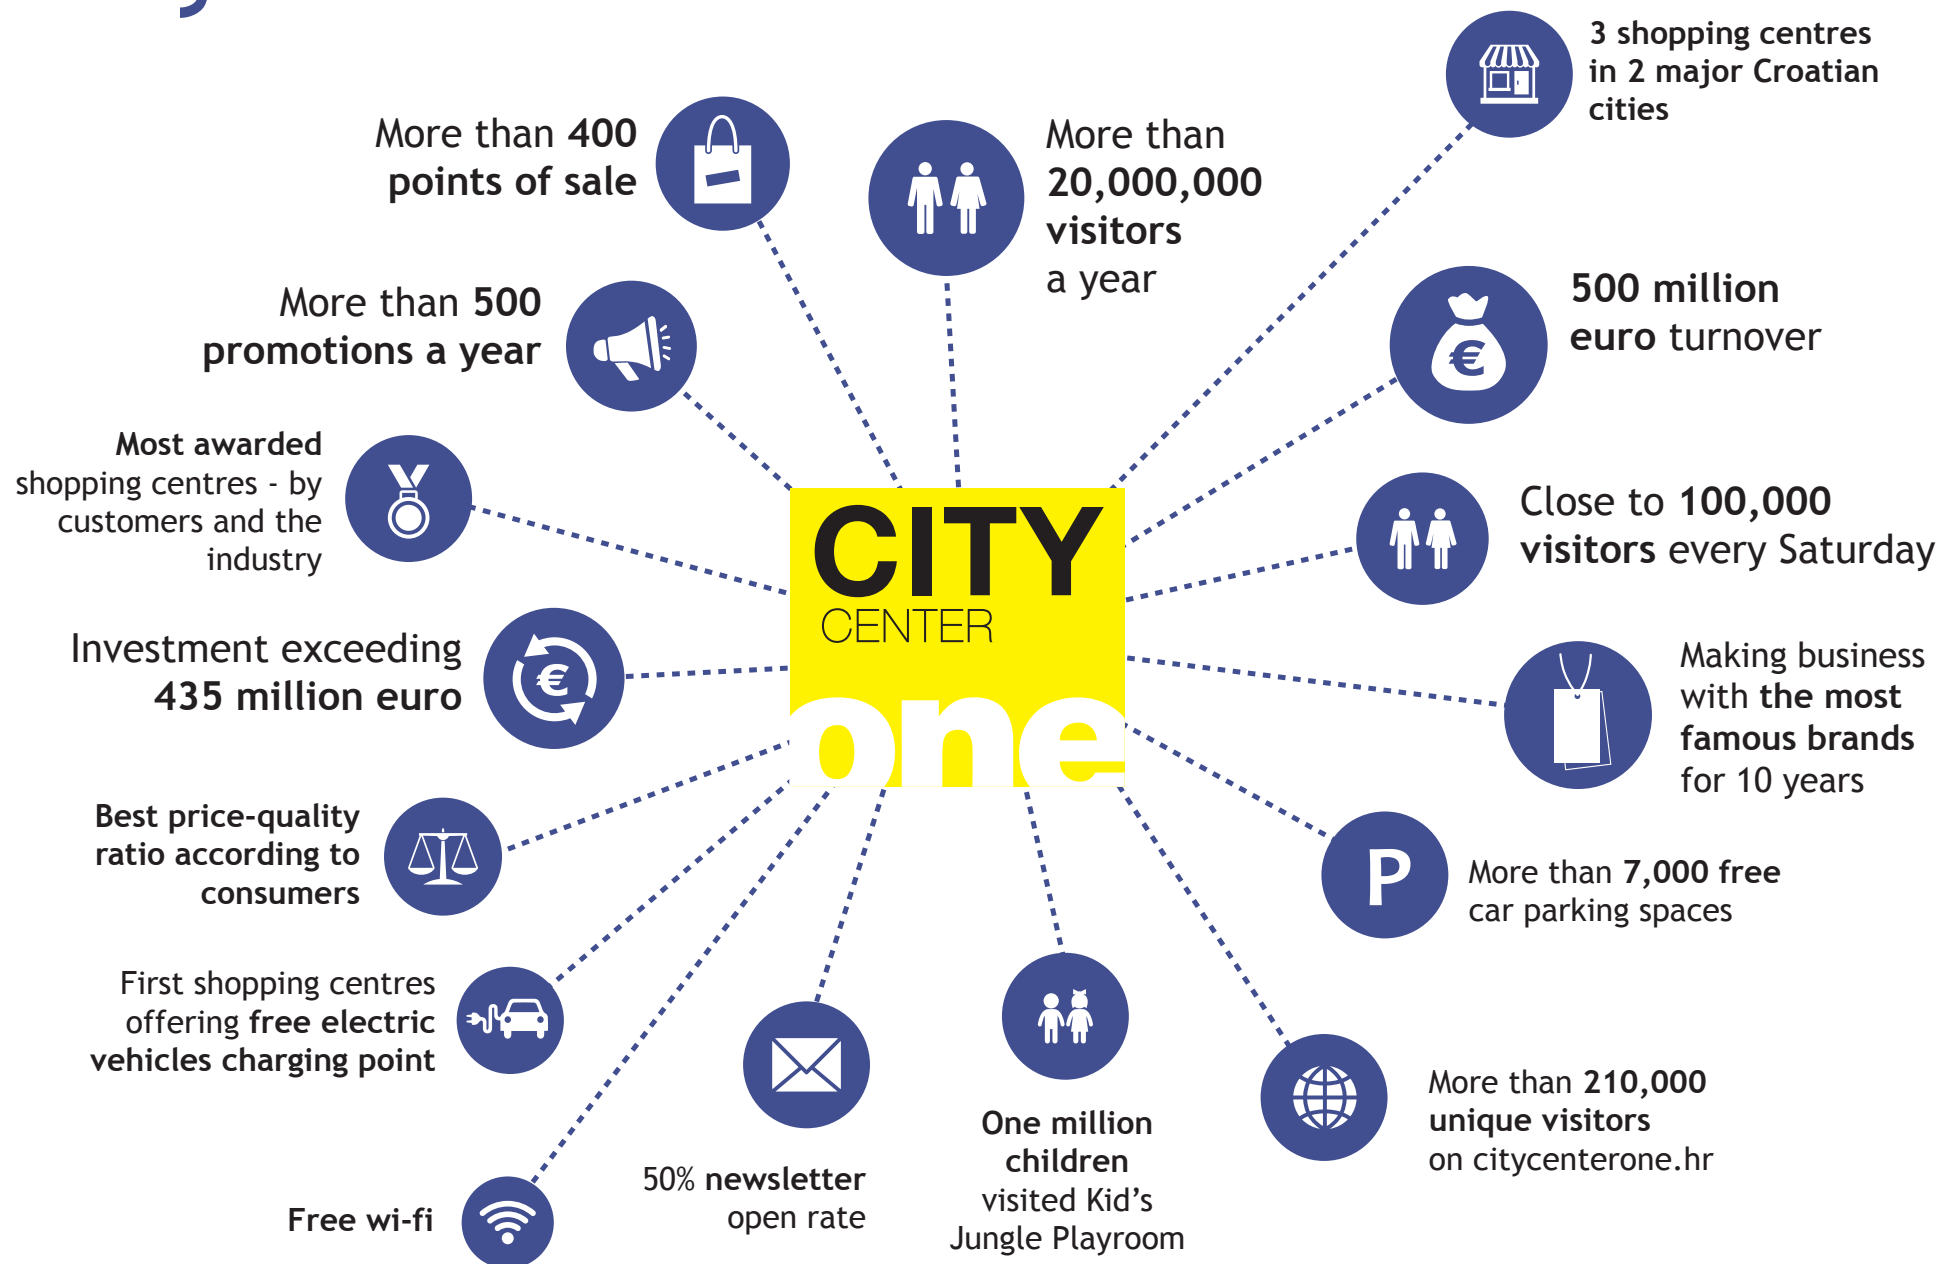 3 shopping centres
in 2 major Croatian
cities
More than 400
points of sale
More than
20,000,000
visitors
a year
More than 500
promotions a year
500 million
euro turnover
Most awarded
shopping centres - by
customers and the
industry
Close to 100,000
visitors every Saturday
CITY
CENTER
one
Investment exceeding
435 million euro
Making business
with the most
famous brands
for 10 years
Best price-quality
ratio according to
consumers
P
More than 7,000 free
car parking spaces
First shopping centres
offering free electric
vehicles charging point
More than 210,000
unique visitors
on citycenterone.hr
One million
children
visited Kid’s
Jungle Playroom
50% newsletter
open rate
Free wi-fi